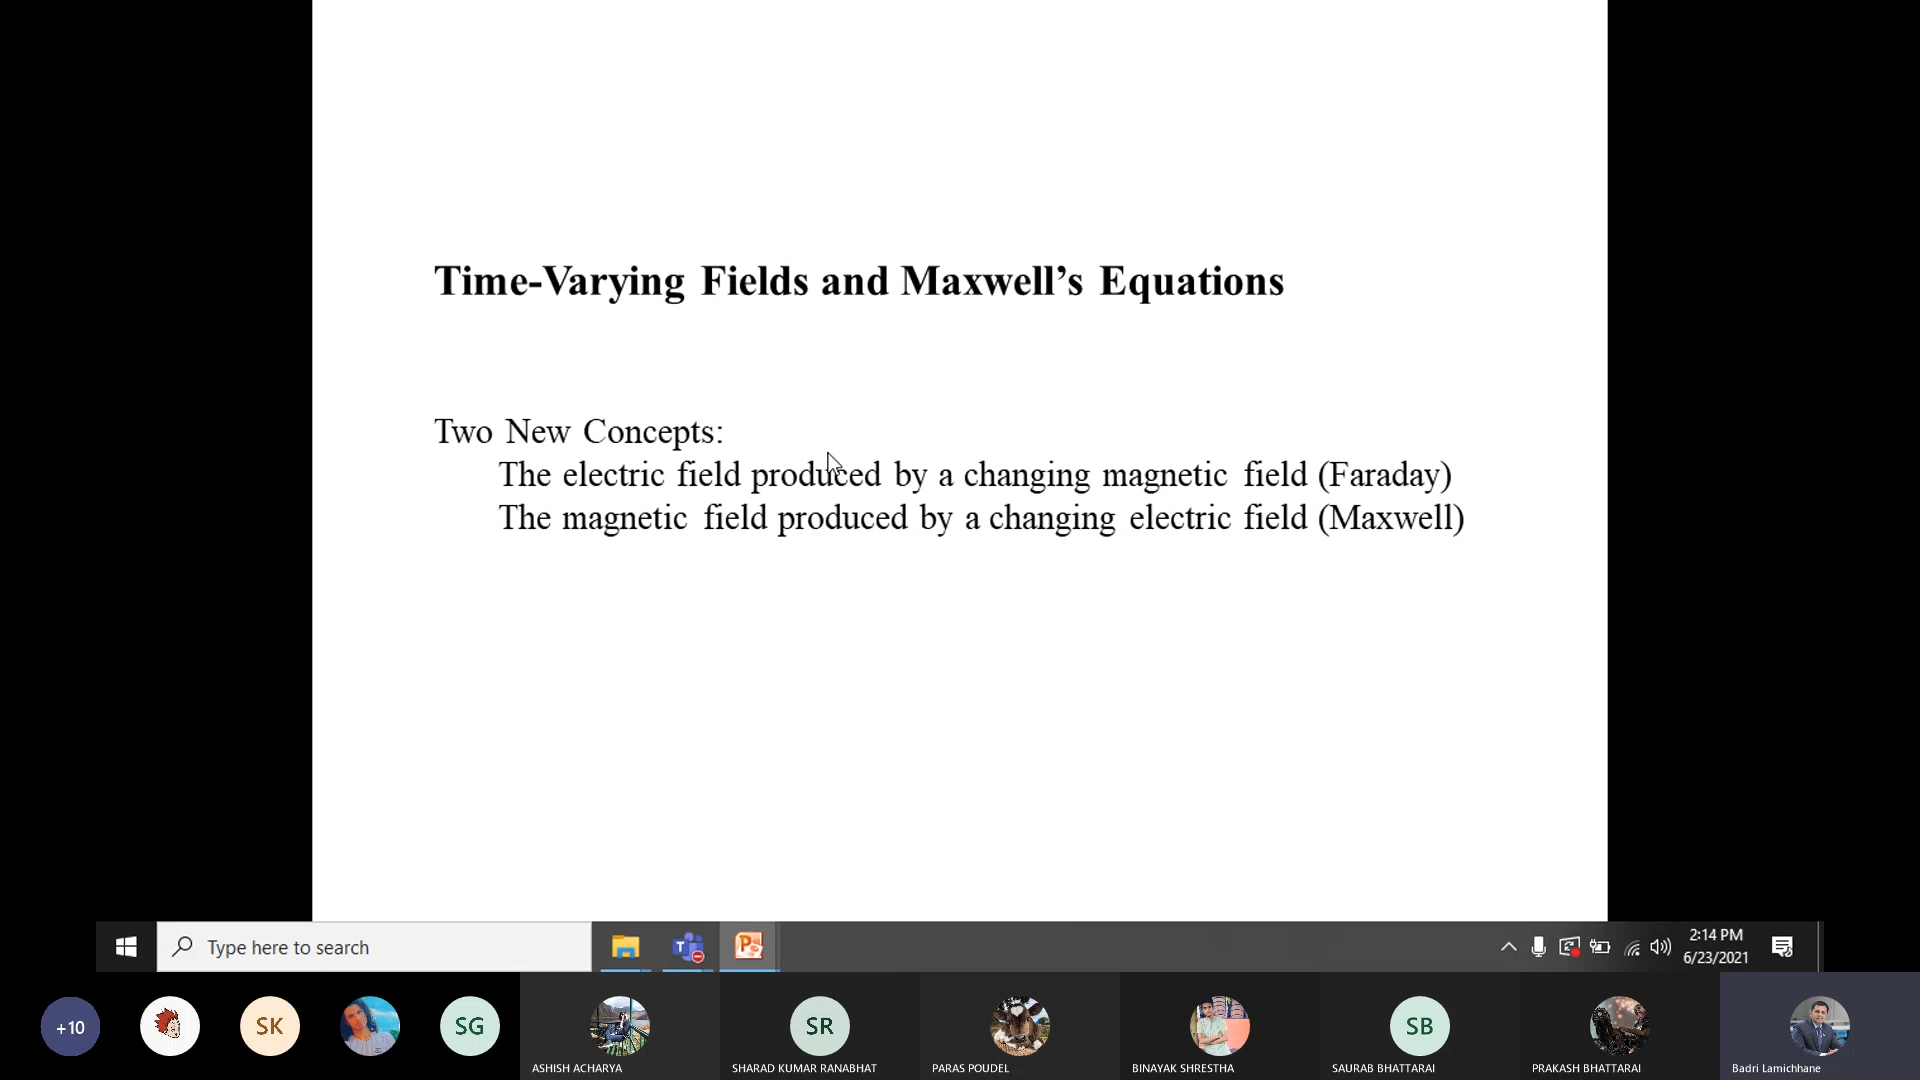 Time-Varying Fields and Maxwell’s Equations
Two New Concepts:
The electric field produced by a changing magnetic field (Faraday)
The magnetic field produced by a changing electric field (Maxwell)
Type here to search
2:14 PM
6/23/2021
+10
SK
SG
SR
SB
ASHISH ACHARYA
SHARAD KUMAR RANABHAT
PARAS POUDEL
BINAYAK SHRESTHA
SAURAB BHATTARAI
PRAKASH BHATTARAI
Badri Lamichhane